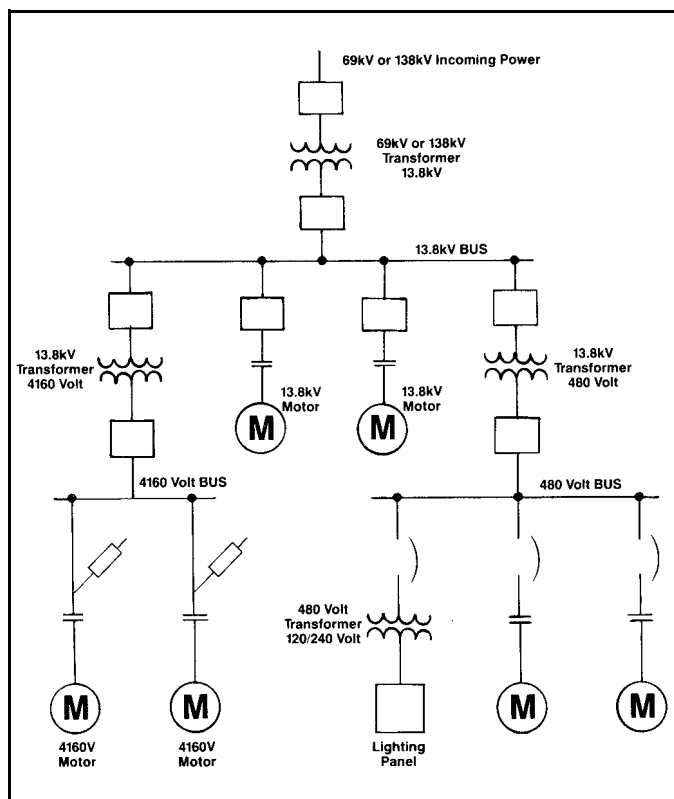 69kV or 138kV Incoming Power
69kV or 138kV
Transformer
13.8kV
13.8kV BUS
13.8kV
Transformer
4160 Volt
13.8kV
Motor
13.8kV
Motor
13.8kV
Transformer
480 Volt
M
M
4160 Volt BUS
480 Volt BUS
480 Volt
Transformer
120/240 Volt
M
M
M
M
4160V
Motor
4160V
Motor
Lighting
Panel